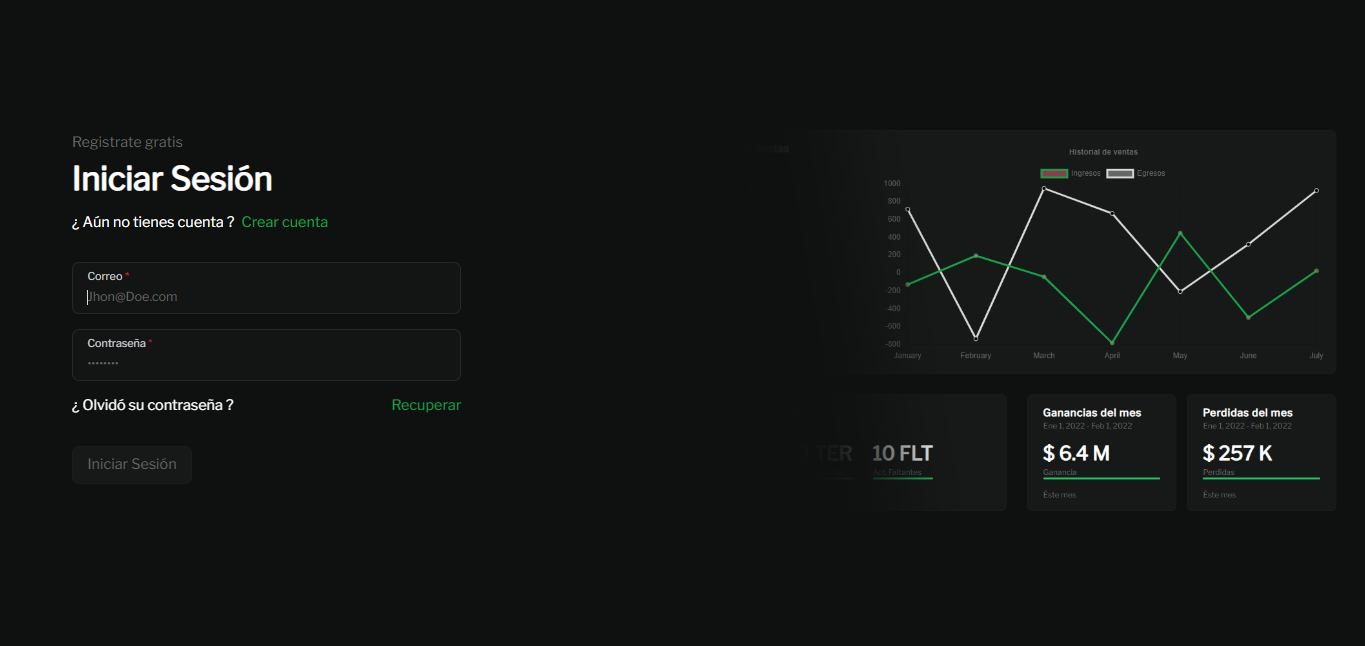 Registrate gratis
Iniciar Sesión
¿ Aún no tienes cuenta ? Crear cuenta
Correo *
Jhon@Doe.com
Contraseña *
••••••••
¿ Olvidó su contraseña ? Recuperar
Iniciar Sesión
Historial de ventas
Ingresos Egresos
1000
800
600
400
200
0
-200
-400
-600
-800
January February March April May June July
TER 10 FLT
Act. Faltantes
Ganancias del mes
Ene 1, 2022 - Feb 1, 2022
$ 6.4 M
Ganancia
Éste mes
Perdidas del mes
Ene 1, 2022 - Feb 1, 2022
$ 257 K
Perdidas
Éste mes